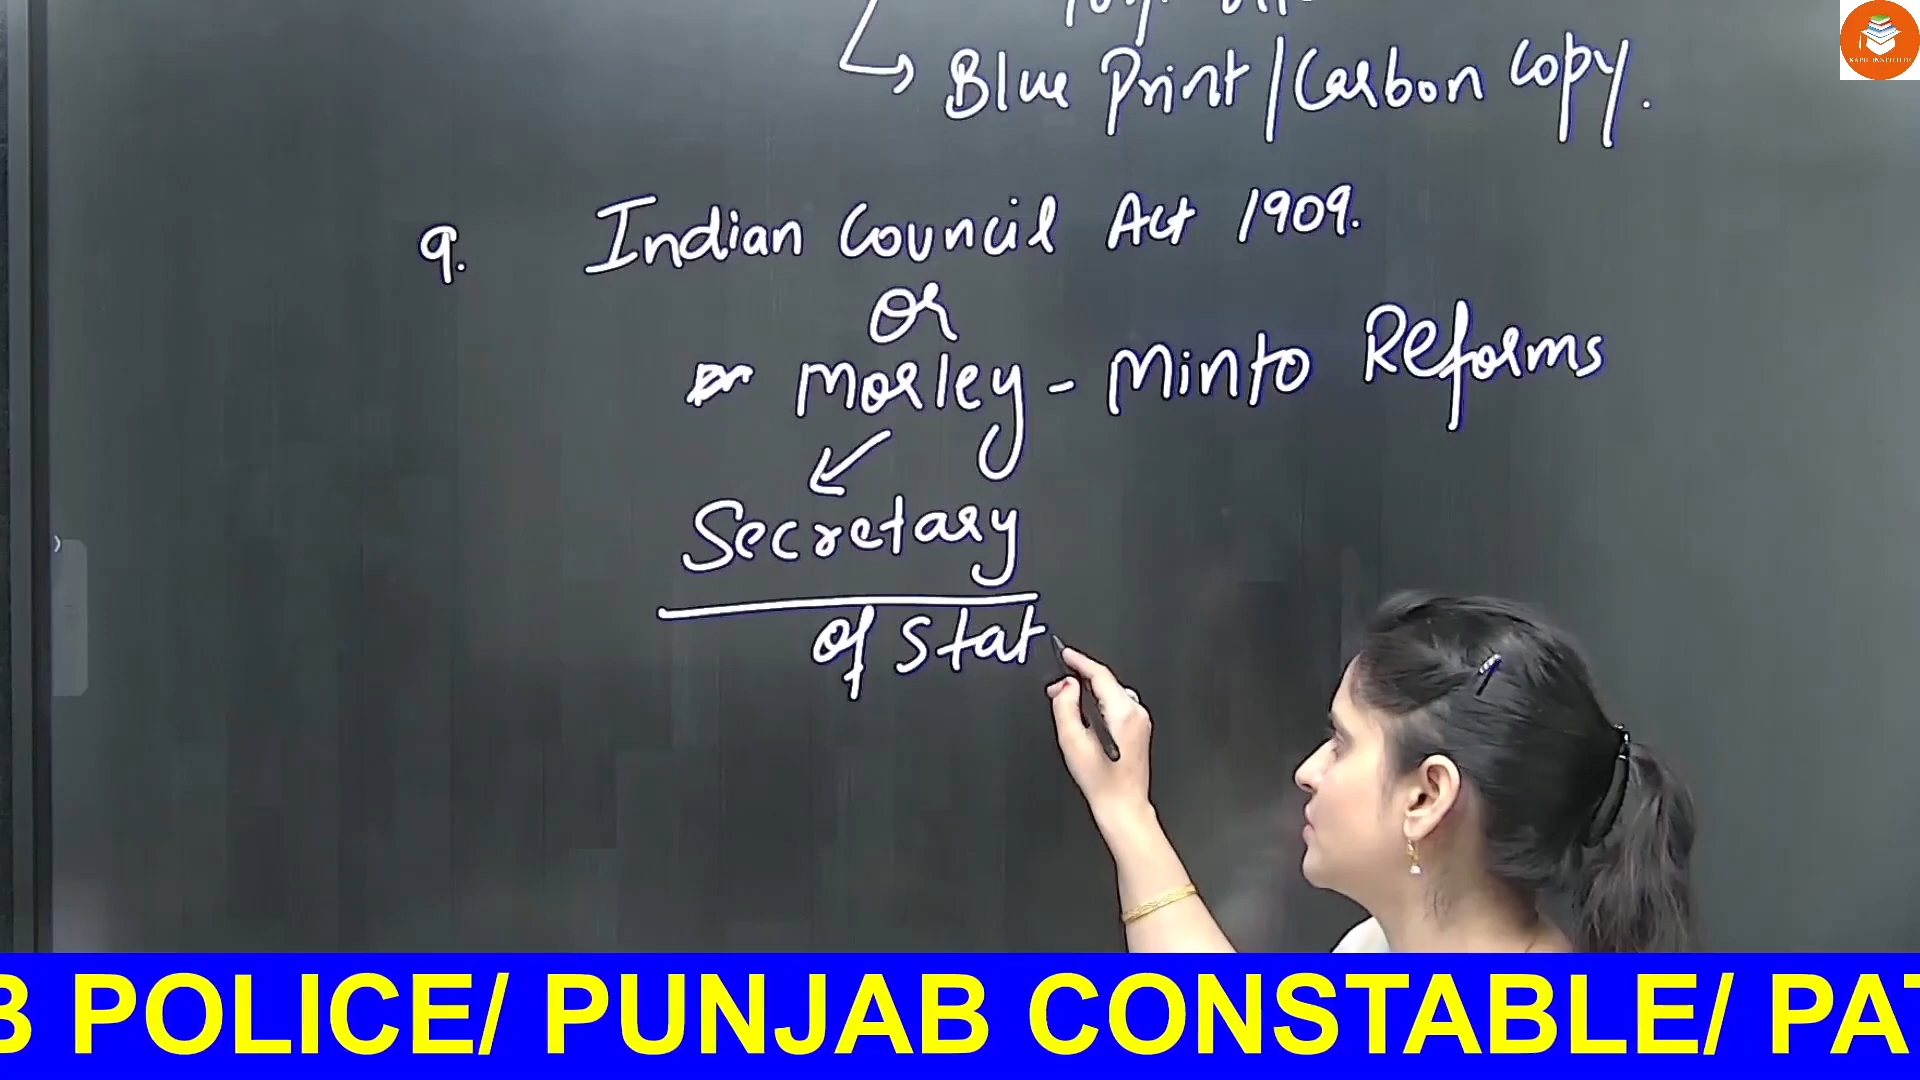 Blue Print/Carbon Copy.
9. Indian Council Act 1909.
or
Morley - Minto Reforms
Secretary
of Stat
B POLICE/ PUNJAB CONSTABLE/ PAT